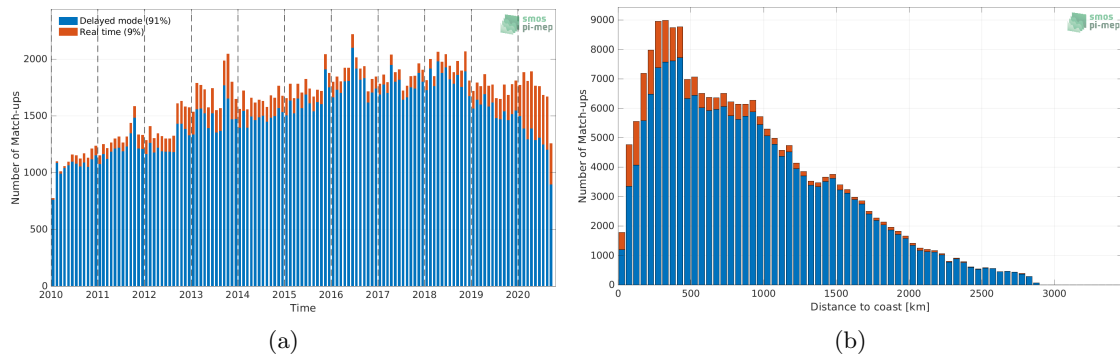 Delayed mode (91%)
Real time (9%)
smos
pi-mep
Number of Match-ups
2000
1500
1000
500
0
2010
2011
2012
2013
2014
2015
2016
2017
2018
2019
2020
Time
(a)
smos
pi-mep
Number of Match-ups
9000
8000
7000
6000
5000
4000
3000
2000
1000
0
0
500
1000
1500
2000
2500
3000
Distance to coast [km]
(b)